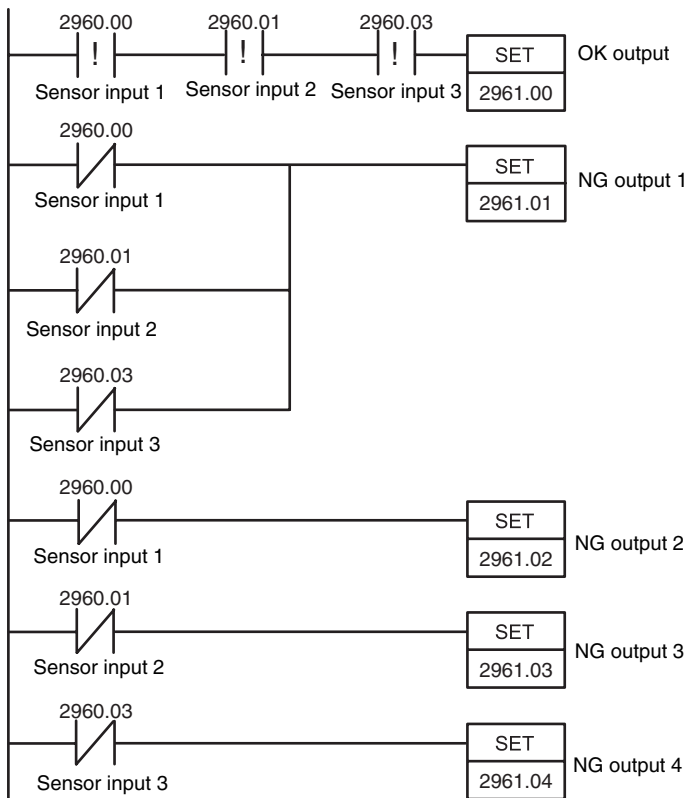 2960.00 2960.01 2960.03
! ! ! SET OK output
Sensor input 1 Sensor input 2 Sensor input 3 2961.00
2960.00
SET NG output 1
Sensor input 1 2961.01
2960.01
Sensor input 2
2960.03
Sensor input 3
2960.00
SET NG output 2
Sensor input 1 2961.02
2960.01
SET NG output 3
Sensor input 2 2961.03
2960.03
SET NG output 4
Sensor input 3 2961.04